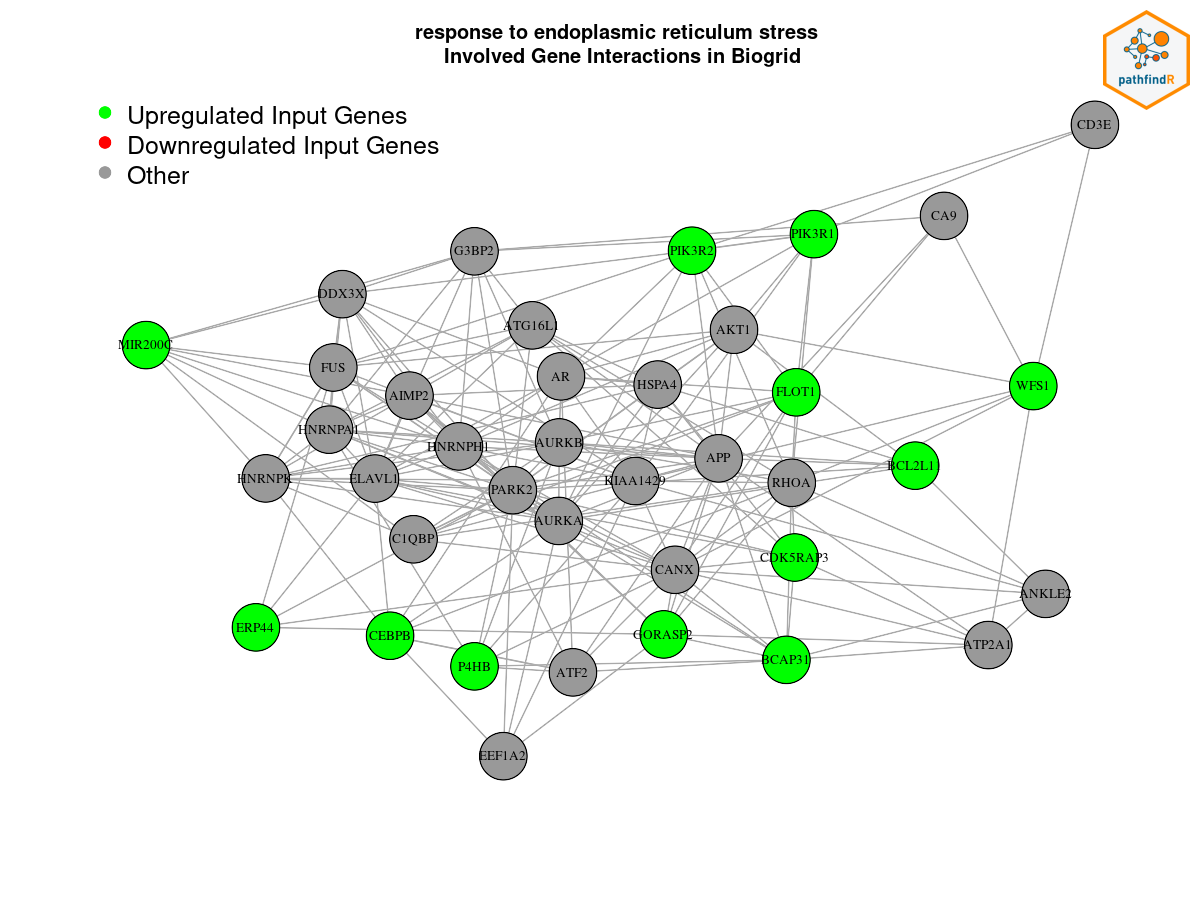 response to endoplasmic reticulum stress
Involved Gene Interactions in Biogrid
pathfindR
Upregulated Input Genes
Downregulated Input Genes
Other
CD3E
CA9
PIK3R1
PIK3R2
G3BP2
DDX3X
ATG16L1
AKT1
MIR200C
FUS
AR
HSPA4
WFS1
AIMP2
FLOT1
HNRNPA1
HNRNPH1
AURKB
APP
BCL2L1
HNRNPK
ELAVL1
PARK2
KIAA1429
RHOA
AURKA
C1QBP
CDK5RAP3
CANX
ANKLE2
ERP44
CEBPB
GORASP2
ATP2A1
P4HB
ATF2
BCAP31
EEF1A2